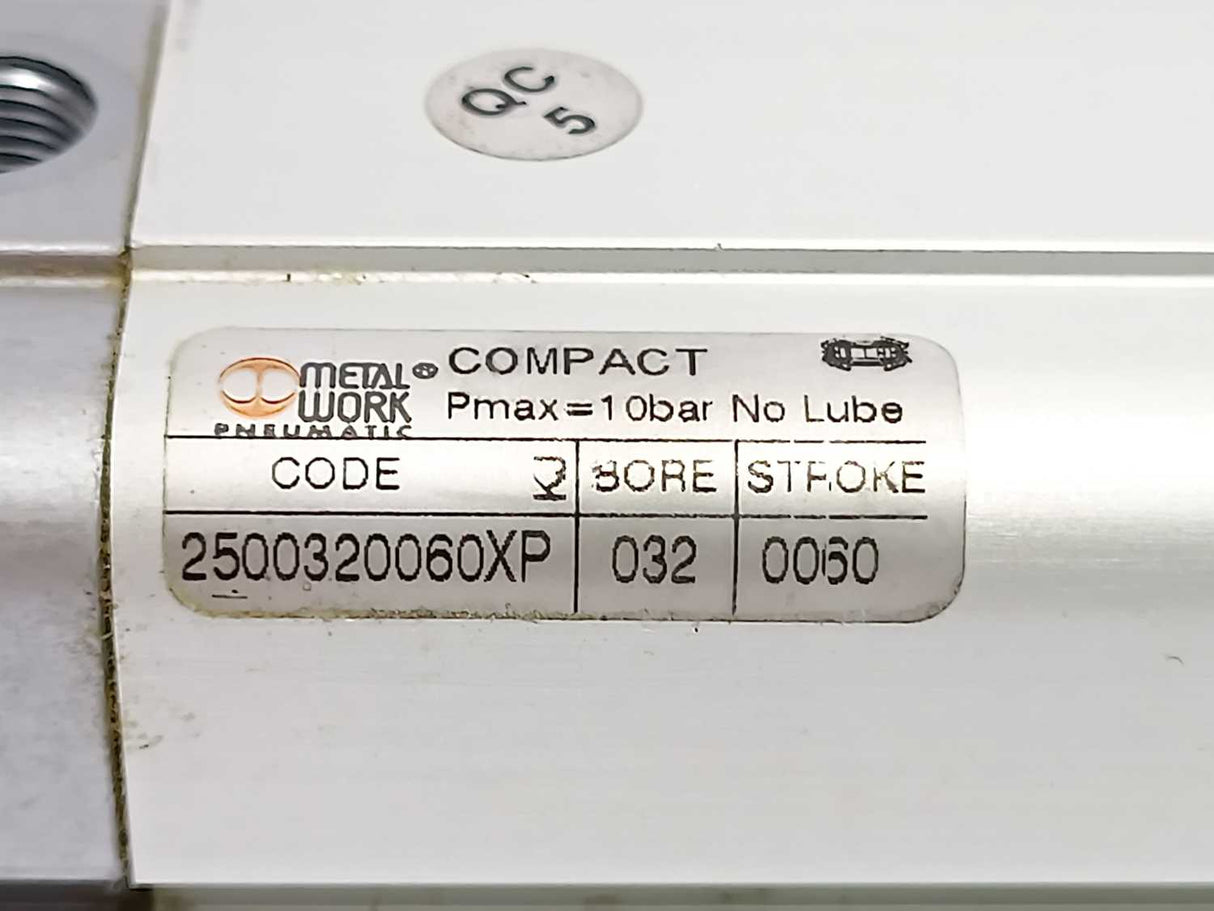 QC
5
METAL® COMPACT
WORK Pmax=10bar No Lube
PNEUMATIC
CODE BORE STROKE
2500320060XP 032 0060